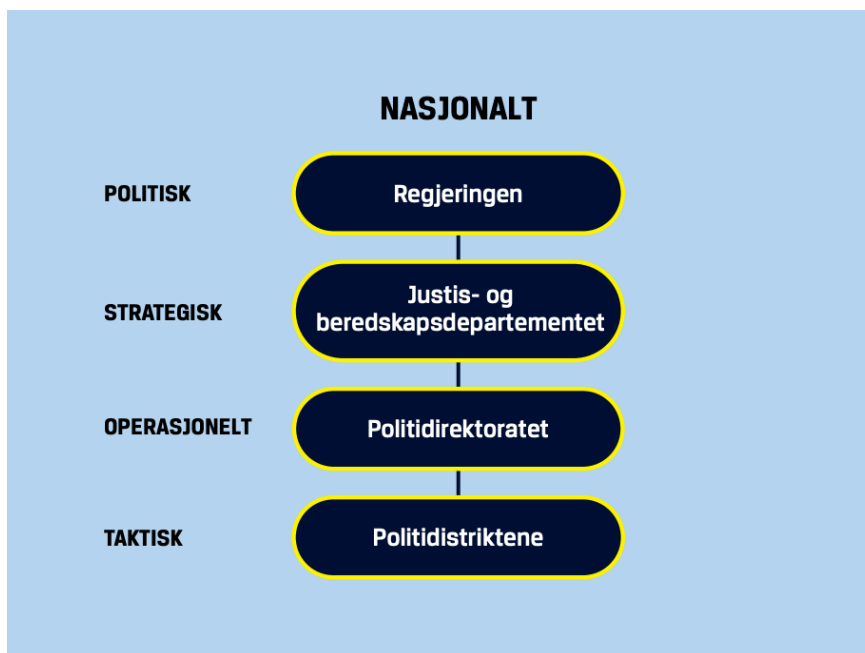 NASJONALT
POLITISK
Regjeringen
STRATEGISK
Justis- og
beredskapsdepartementet
OPERASJONELT
Politidirektoratet
TAKTISK
Politidistriktene